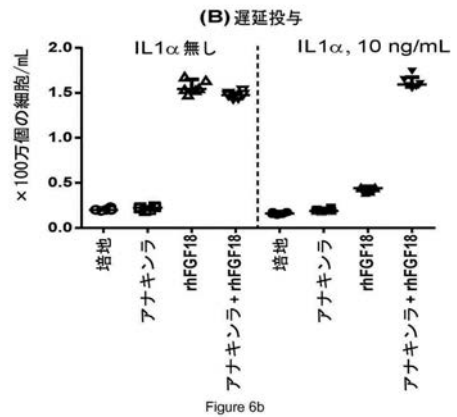 (B) 遅延投与
IL1α 無し
IL1α, 10 ng/mL
×100万個の細胞/mL
2.0
1.5
1.0
0.5
0.0
培地
アナキンラ
rhFGF18
アナキンラ + rhFGF18
培地
アナキンラ
rhFGF18
アナキンラ + rhFGF18
Figure 6b